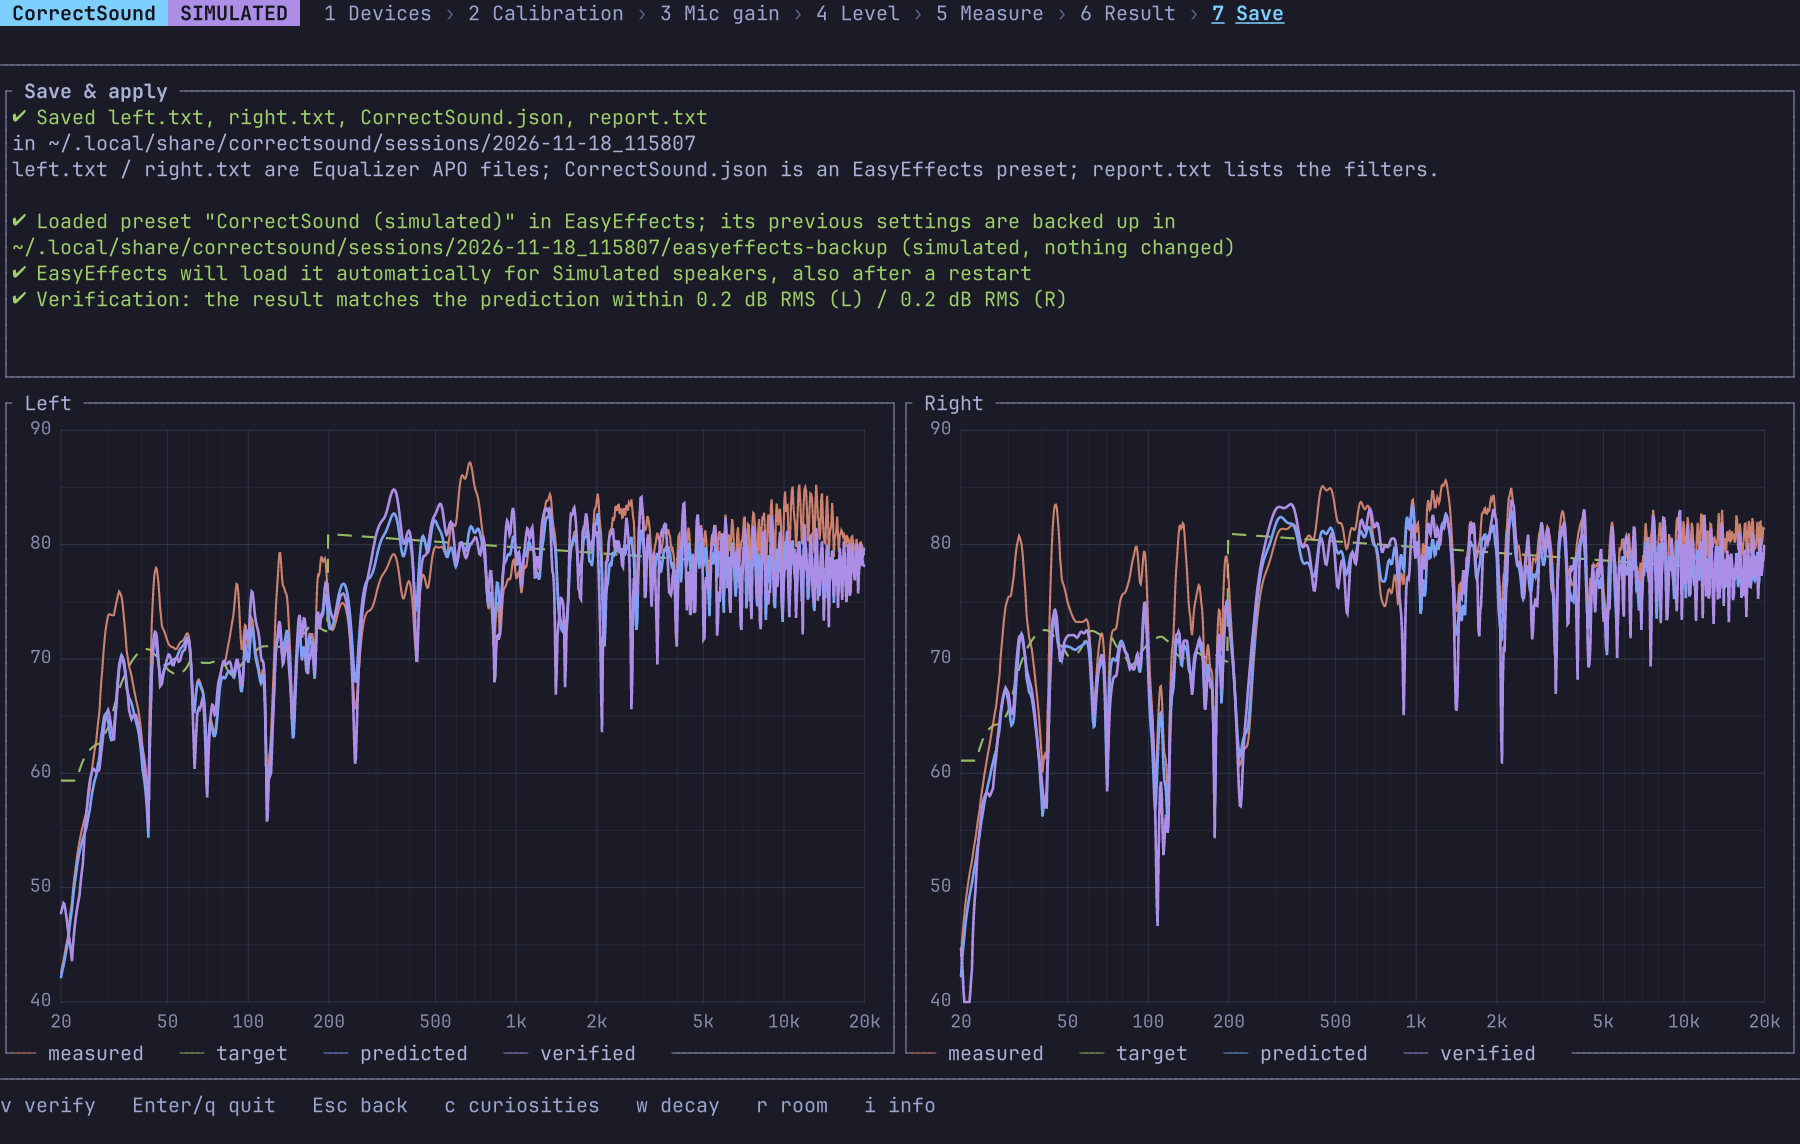 CorrectSound SIMULATED 1 Devices › 2 Calibration › 3 Mic gain › 4 Level › 5 Measure › 6 Result › 7 Save
Save & apply
✔ Saved left.txt, right.txt, CorrectSound.json, report.txt
in ~/.local/share/correctsound/sessions/2026-11-18_115807
left.txt / right.txt are Equalizer APO files; CorrectSound.json is an EasyEffects preset; report.txt lists the filters.
✔ Loaded preset "CorrectSound (simulated)" in EasyEffects; its previous settings are backed up in
~/.local/share/correctsound/sessions/2026-11-18_115807/easyeffects-backup (simulated, nothing changed)
✔ EasyEffects will load it automatically for Simulated speakers, also after a restart
✔ Verification: the result matches the prediction within 0.2 dB RMS (L) / 0.2 dB RMS (R)
Left
90
80
70
60
50
40
20 50 100 200 500 1k 2k 5k 10k 20k
measured target predicted verified
Right
90
80
70
60
50
40
20 50 100 200 500 1k 2k 5k 10k 20k
measured target predicted verified
v verify Enter/q quit Esc back c curiosities w decay r room i info